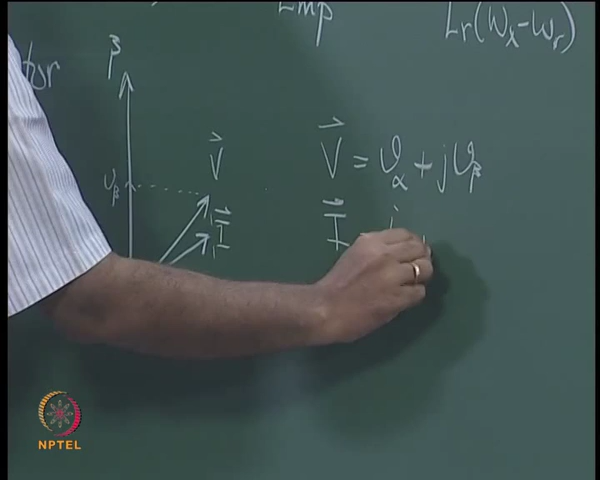 Lmp
Lr(ωx-ωr)
tor
β
V⃗
V⃗ = vα + jvβ
vβ
I⃗
I⃗ = i
NPTEL